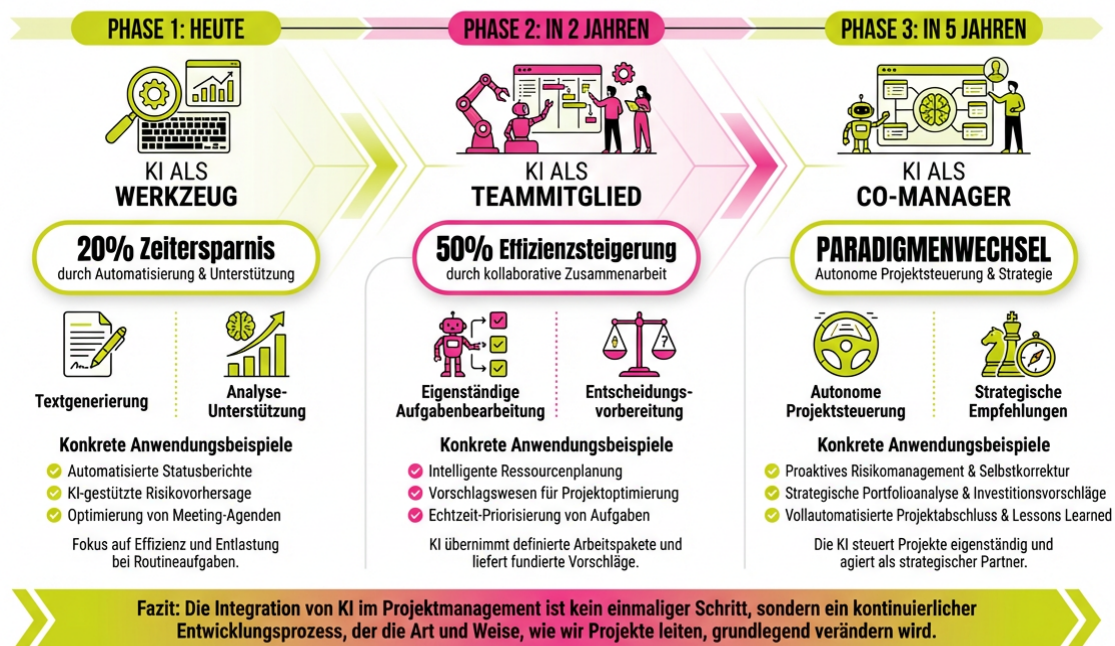 PHASE 1: HEUTE
KI ALS
WERKZEUG
20% Zeitersparnis
durch Automatisierung & Unterstützung
Textgenerierung
Analyse-
Unterstützung
Konkrete Anwendungsbeispiele
Automatisierte Statusberichte
KI-gestützte Risikovorhersage
Optimierung von Meeting-Agenden
Fokus auf Effizienz und Entlastung
bei Routineaufgaben.
PHASE 2: IN 2 JAHREN
KI ALS
TEAMMITGLIED
50% Effizienzsteigerung
durch kollaborative Zusammenarbeit
?
Eigenständige
Aufgabenbearbeitung
Entscheidungs-
vorbereitung
Konkrete Anwendungsbeispiele
Intelligente Ressourcenplanung
Vorschlagswesen für Projektoptimierung
Echtzeit-Priorisierung von Aufgaben
KI übernimmt definierte Arbeitspakete und
liefert fundierte Vorschläge.
PHASE 3: IN 5 JAHREN
KI ALS
CO-MANAGER
PARADIGMENWECHSEL
Autonome Projektsteuerung & Strategie
Autonome
Projektsteuerung
Strategische
Empfehlungen
Konkrete Anwendungsbeispiele
Proaktives Risikomanagement & Selbstkorrektur
Strategische Portfolioanalyse & Investitionsvorschläge
Vollautomatisierte Projektabschluss & Lessons Learned
Die KI steuert Projekte eigenständig und
agiert als strategischer Partner.
Fazit: Die Integration von KI im Projektmanagement ist kein einmaliger Schritt, sondern ein kontinuierlicher
Entwicklungsprozess, der die Art und Weise, wie wir Projekte leiten, grundlegend verändern wird.